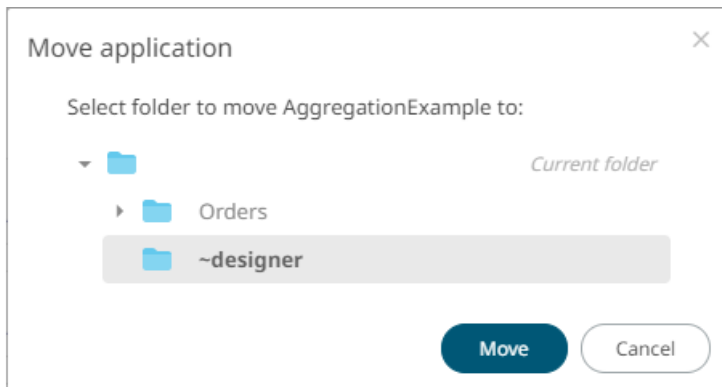 Move application
Select folder to move AggregationExample to:
Current folder
Orders
~designer
Move
Cancel